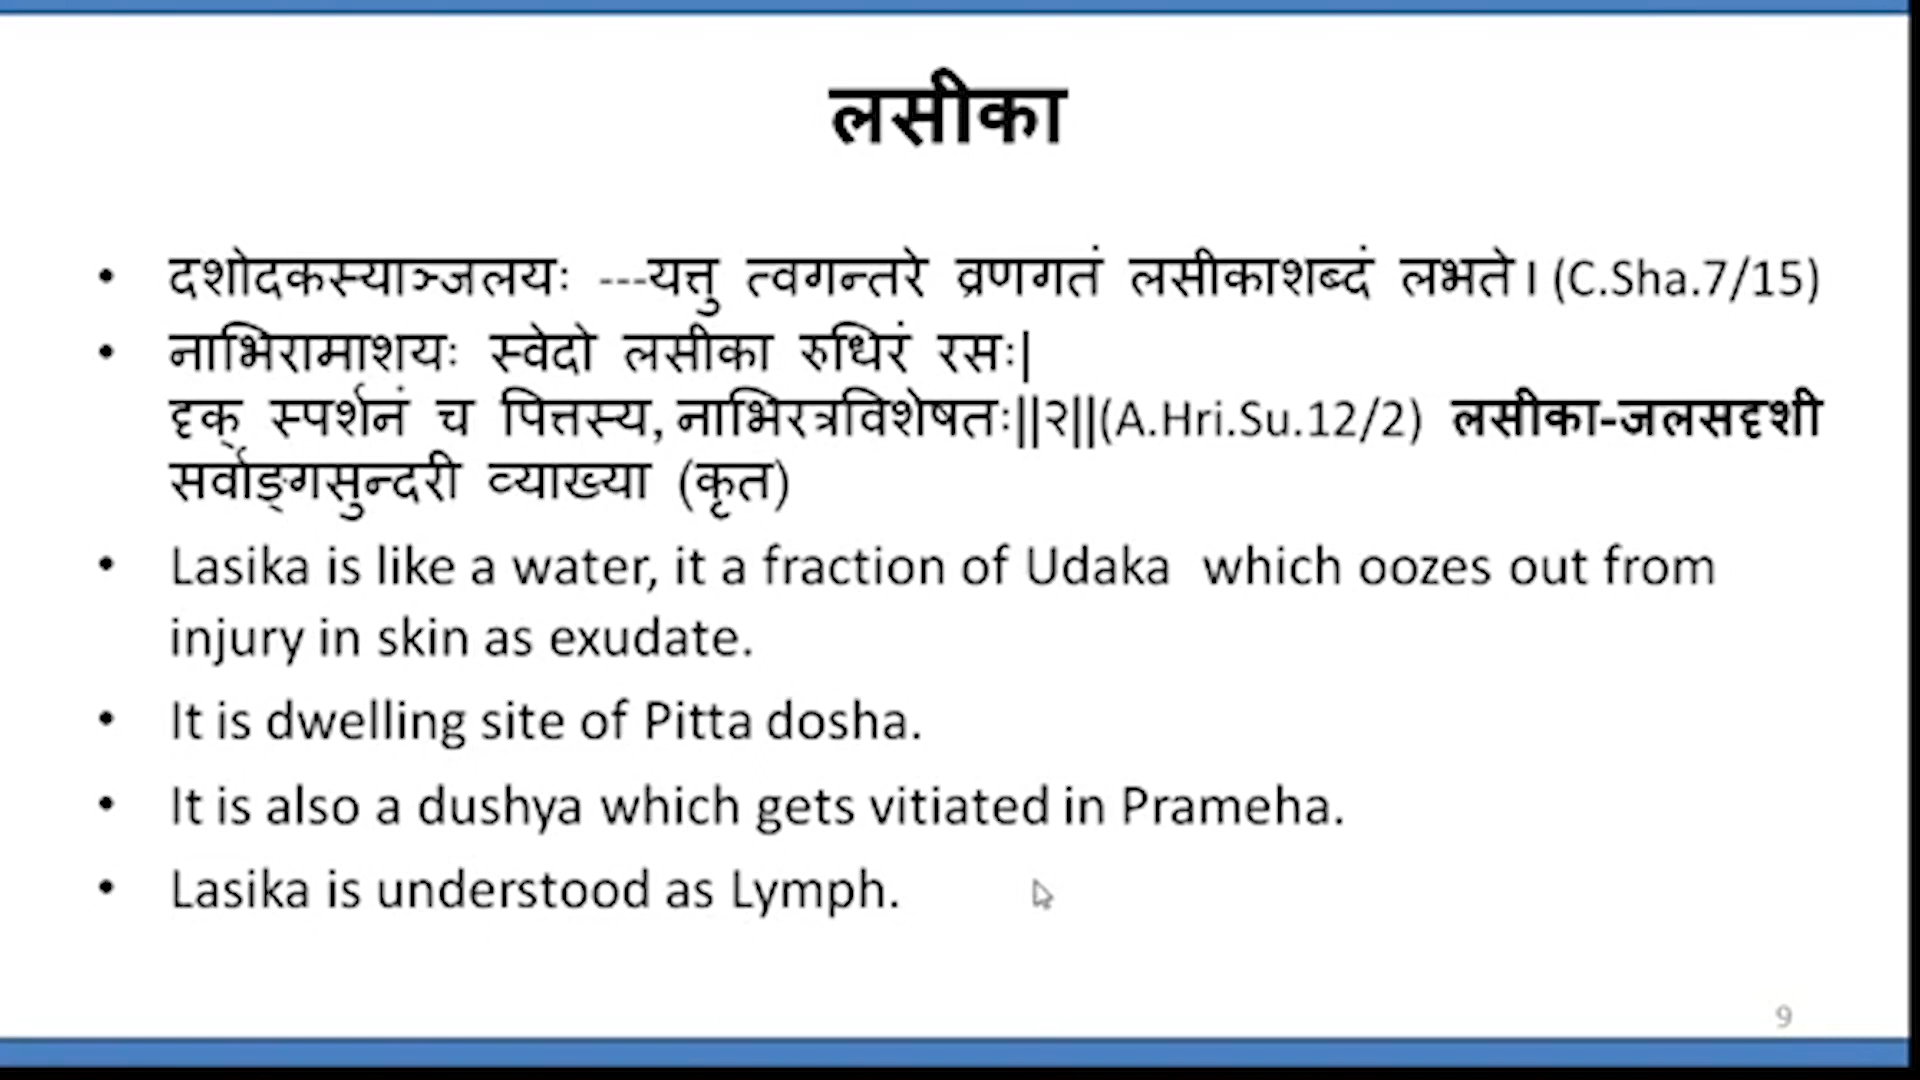 लसीका
• दशोदकस्याञ्जलयः ---यत्तु त्वगन्तरे व्रणगतं लसीकाशब्दं लभते। (C.Sha.7/15)
• नाभिरामाशयः स्वेदो लसीका रुधिरं रसः|
दृक् स्पर्शनं च पित्तस्य, नाभिरत्रविशेषतः||२||(A.Hri.Su.12/2) लसीका-जलसदृशी
सर्वाङ्गसुन्दरी व्याख्या (कृत)
• Lasika is like a water, it a fraction of Udaka which oozes out from
injury in skin as exudate.
• It is dwelling site of Pitta dosha.
• It is also a dushya which gets vitiated in Prameha.
• Lasika is understood as Lymph.
9